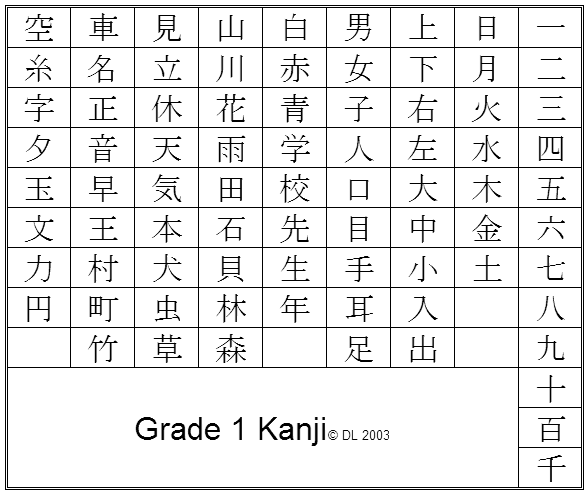 空 車 見 山 白 男 上 日 一
糸 名 立 川 赤 女 下 月 二
字 正 休 花 青 子 右 火 三
夕 音 天 雨 学 人 左 水 四
玉 早 気 田 校 口 大 木 五
文 王 本 石 先 目 中 金 六
力 村 犬 貝 生 手 小 土 七
円 町 虫 林 年 耳 入 八
竹 草 森 足 出 九
十
Grade 1 Kanji© DL 2003 百
千